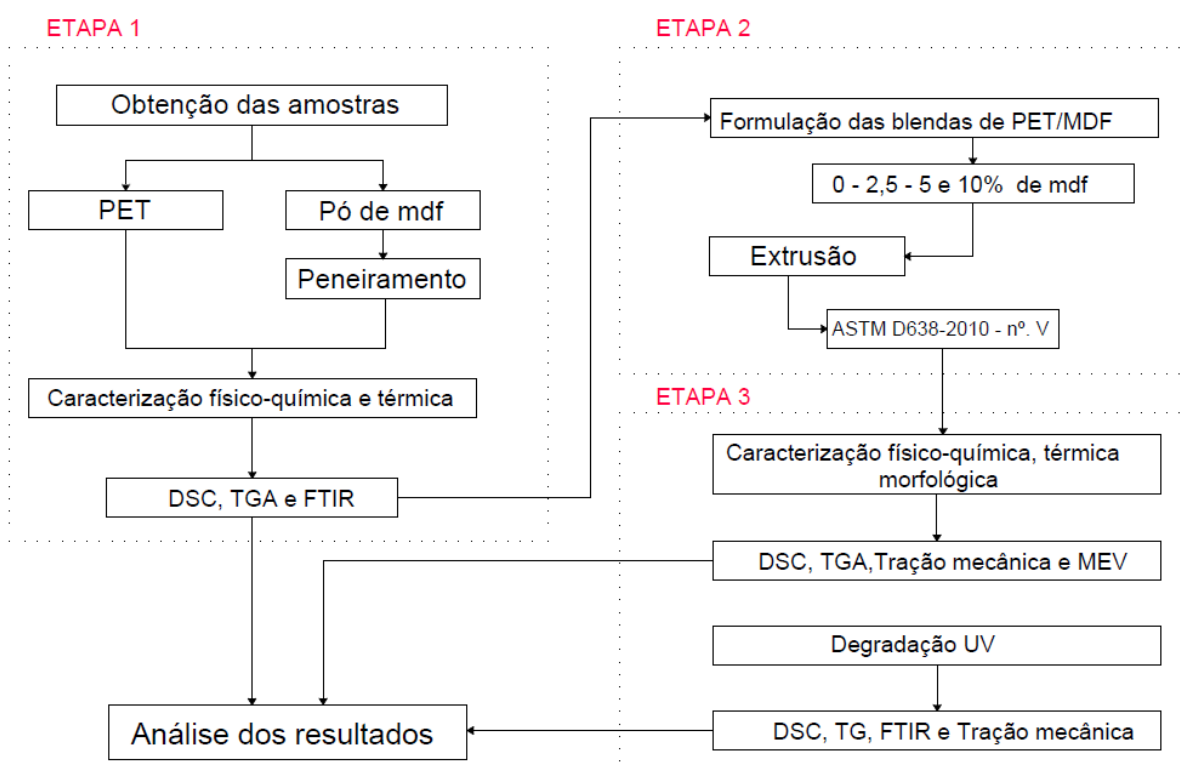 ETAPA 1
Obtenção das amostras
PET
Pó de mdf
Peneiramento
Caracterização físico-química e térmica
DSC, TGA e FTIR
ETAPA 2
Formulação das blendas de PET/MDF
0 - 2,5 - 5 e 10% de mdf
Extrusão
ASTM D638-2010 - nº. V
ETAPA 3
Caracterização físico-química, térmica
morfológica
DSC, TGA,Tração mecânica e MEV
Degradação UV
DSC, TG, FTIR e Tração mecânica
Análise dos resultados